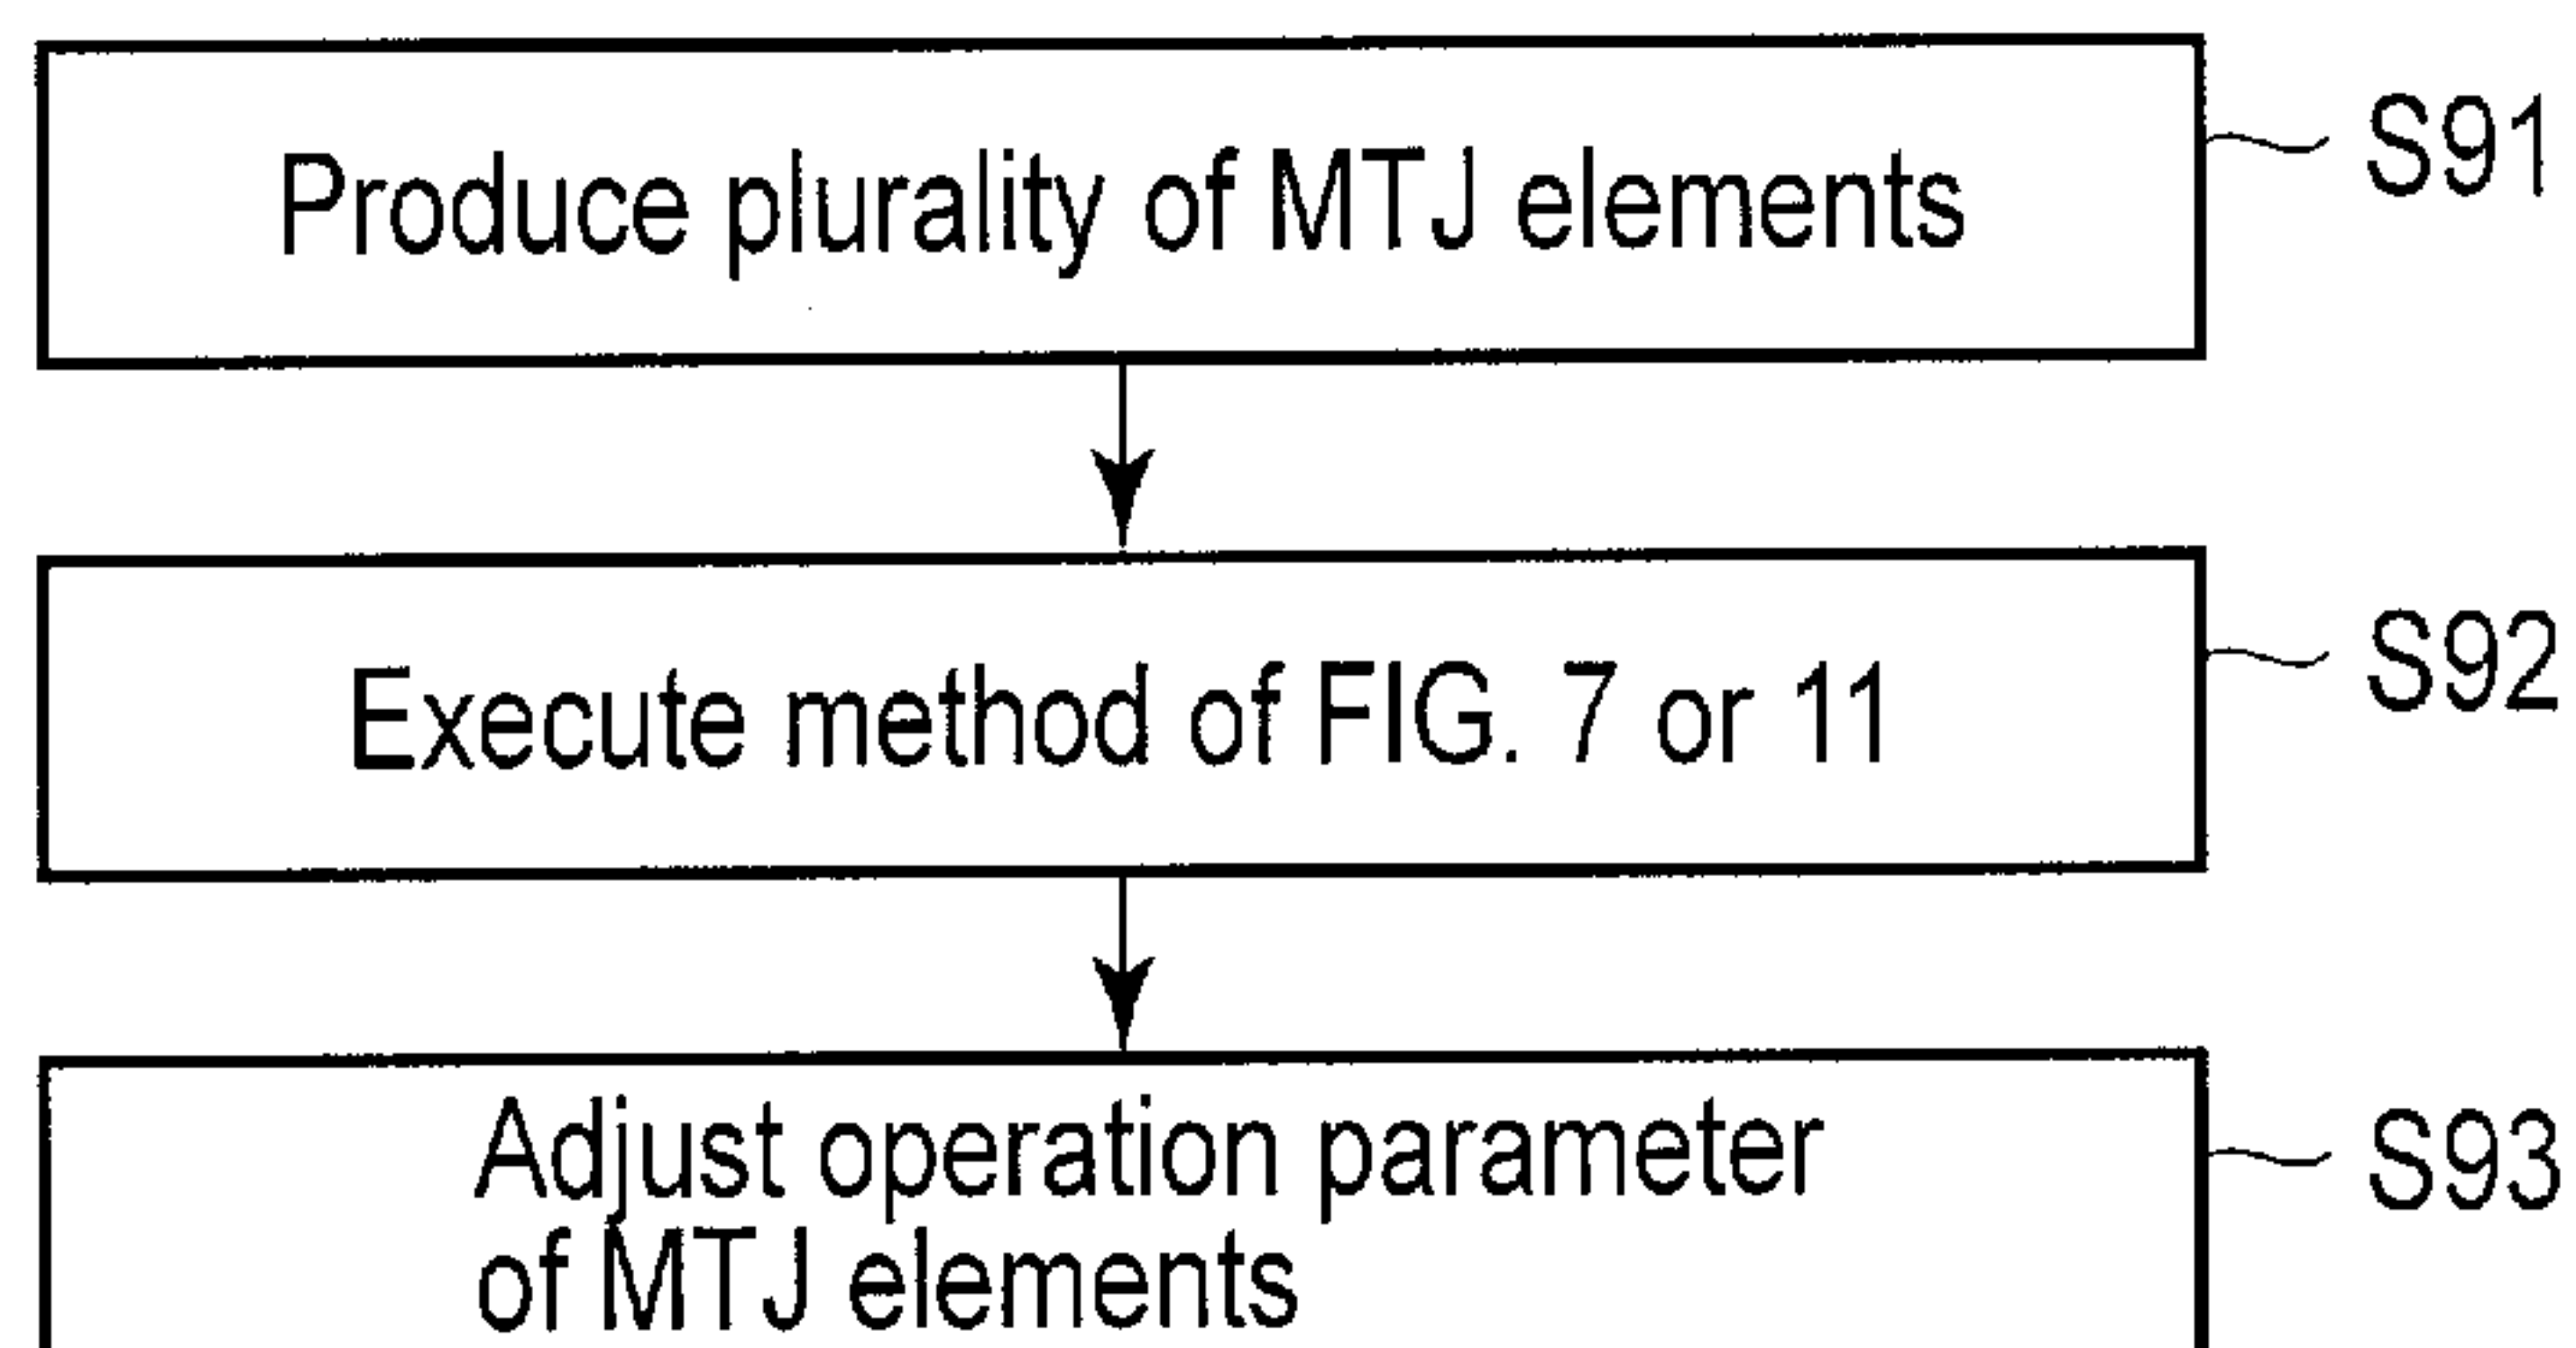 Produce plurality of MTJ elements
S91
Execute method of FIG. 7 or 11
S92
Adjust operation parameter
of MTJ elements
S93